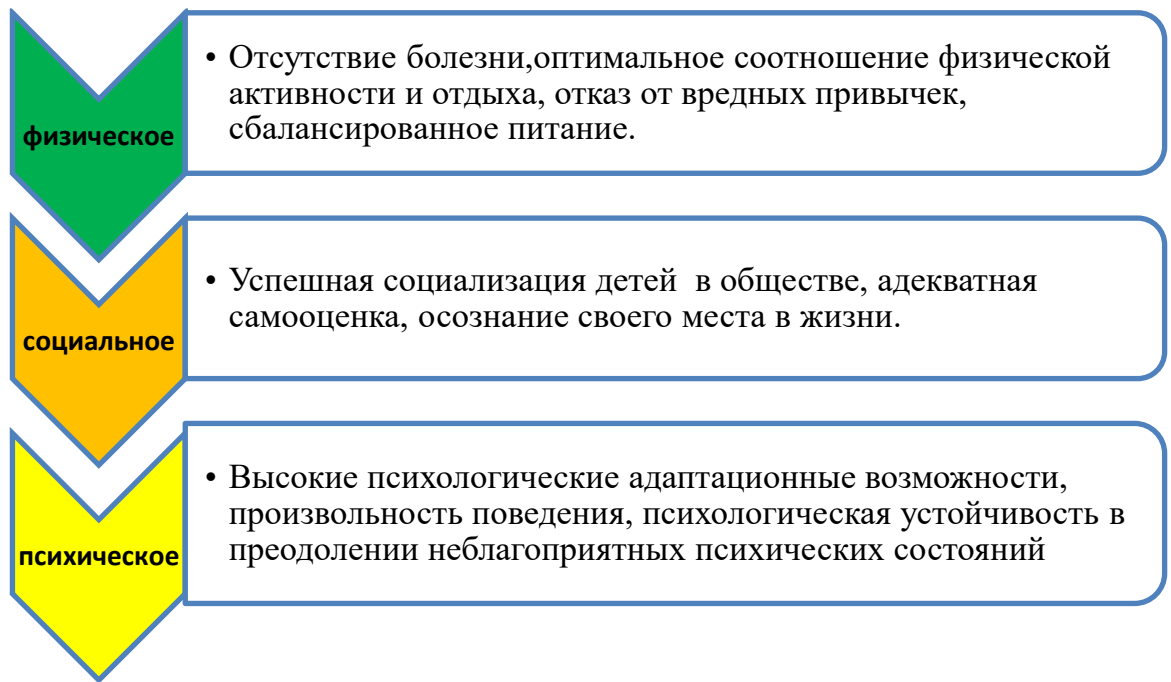 физическое
• Отсутствие болезни,оптимальное соотношение физической
активности и отдыха, отказ от вредных привычек,
сбалансированное питание.
социальное
• Успешная социализация детей  в обществе, адекватная
самооценка, осознание своего места в жизни.
психическое
• Высокие психологические адаптационные возможности,
произвольность поведения, психологическая устойчивость в
преодолении неблагоприятных психических состояний